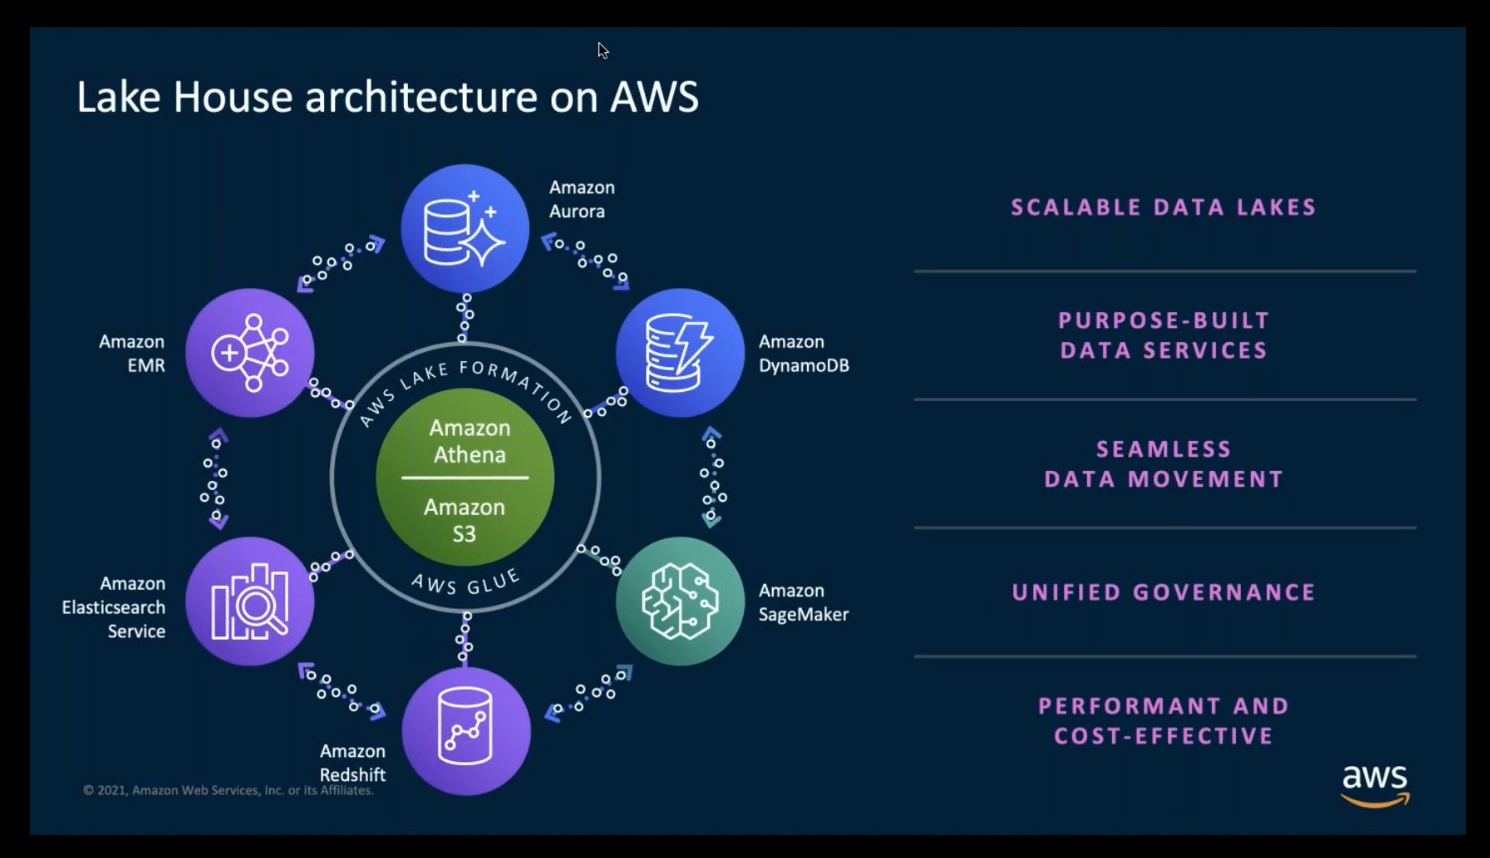 Lake House architecture on AWS
Amazon
Aurora
Amazon
EMR
Amazon
DynamoDB
AWS LAKE FORMATION
Amazon
Athena
Amazon
S3
AWS GLUE
Amazon
Elasticsearch
Service
Amazon
SageMaker
Amazon
Redshift
SCALABLE DATA LAKES
PURPOSE-BUILT
DATA SERVICES
SEAMLESS
DATA MOVEMENT
UNIFIED GOVERNANCE
PERFORMANT AND
COST-EFFECTIVE
© 2021, Amazon Web Services, Inc. or its Affiliates.
aws